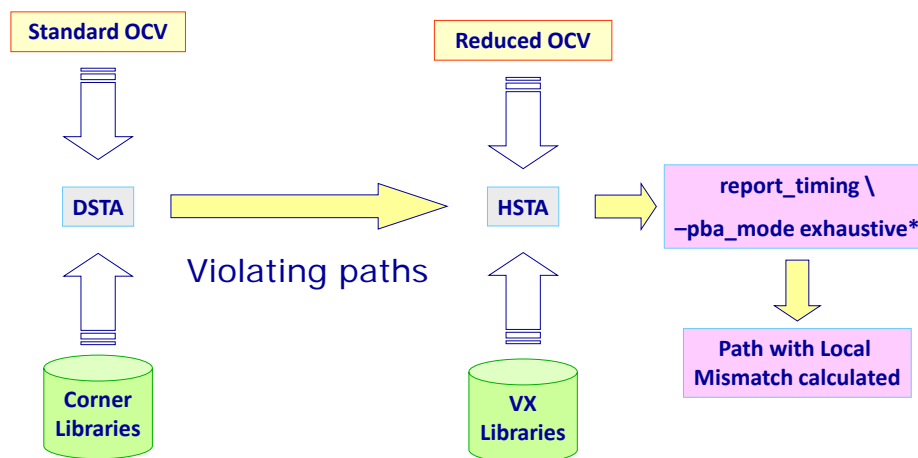 Standard OCV
Reduced OCV
DSTA
HSTA
report_timing \
–pba_mode exhaustive*
Violating paths
Path with Local
Mismatch calculated
Corner
Libraries
VX
Libraries